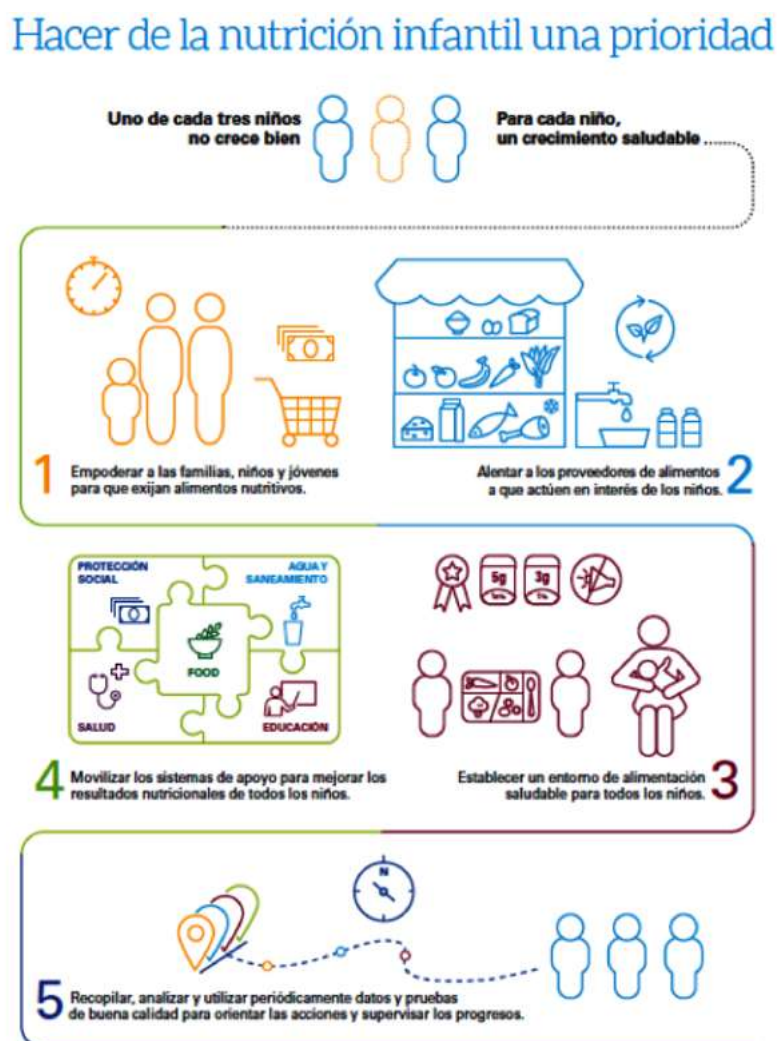 Hacer de la nutrición infantil una prioridad
Uno de cada tres niños
no crece bien
Para cada niño,
un crecimiento saludable
1 Empoderar a las familias, niños y jóvenes
para que exijan alimentos nutritivos.
Alentar a los proveedores de alimentos
a que actúen en interés de los niños. 2
5g
3g
Establecer un entorno de alimentación
saludable para todos los niños. 3
PROTECCIÓN
SOCIAL
AGUA Y
SANEAMIENTO
FOOD
SALUD
EDUCACIÓN
4 Movilizar los sistemas de apoyo para mejorar los
resultados nutricionales de todos los niños.
N
5 Recopilar, analizar y utilizar periódicamente datos y pruebas
de buena calidad para orientar las acciones y supervisar los progresos.